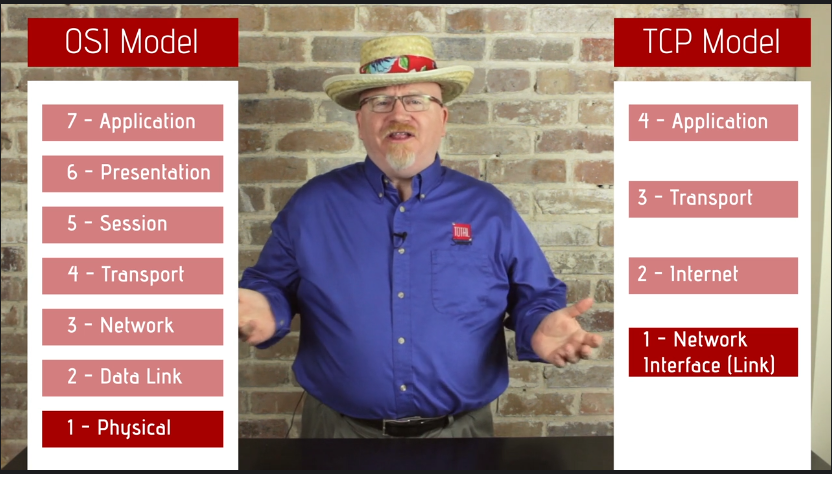 OSI Model
7 - Application
6 - Presentation
5 - Session
4 - Transport
3 - Network
2 - Data Link
1 - Physical
TOTAL
TCP Model
4 - Application
3 - Transport
2 - Internet
1 - Network
Interface (Link)